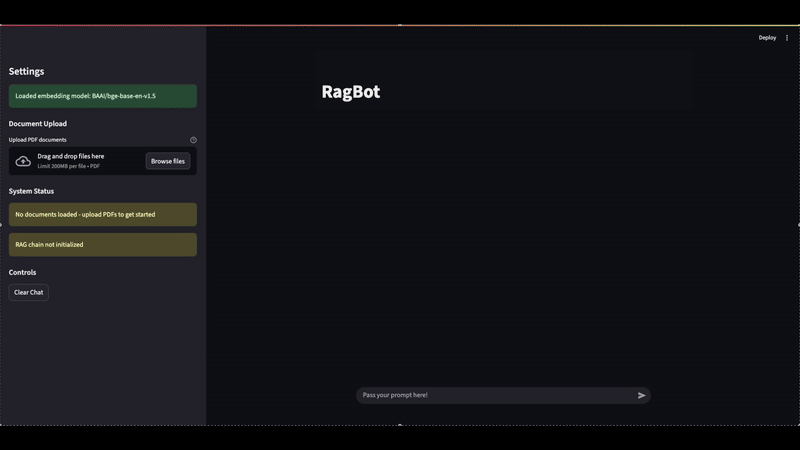 Deploy
Settings
Loaded embedding model: BAAI/bge-base-en-v1.5
Document Upload
Upload PDF documents
Drag and drop files here
Limit 200MB per file • PDF
Browse files
System Status
No documents loaded - upload PDFs to get started
RAG chain not initialized
Controls
Clear Chat
RagBot
Pass your prompt here!